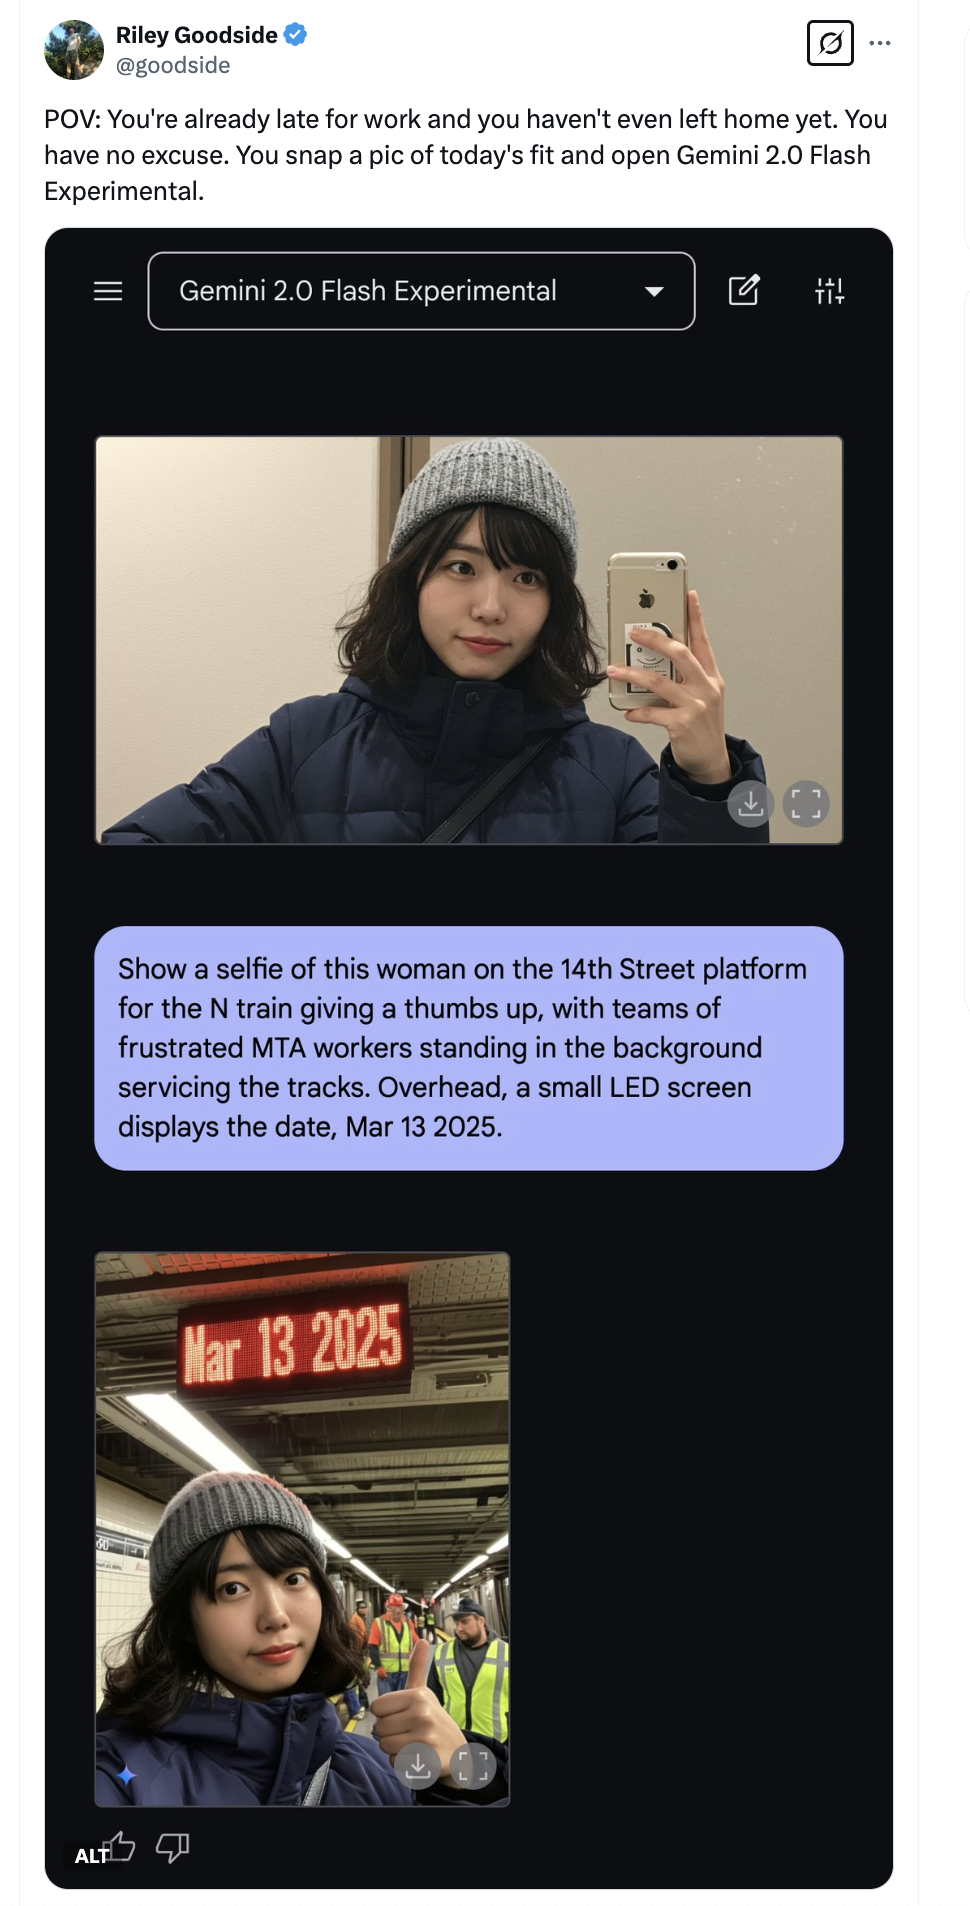 Riley Goodside
@goodside
POV: You're already late for work and you haven't even left home yet. You
have no excuse. You snap a pic of today's fit and open Gemini 2.0 Flash
Experimental.
Gemini 2.0 Flash Experimental
Show a selfie of this woman on the 14th Street platform
for the N train giving a thumbs up, with teams of
frustrated MTA workers standing in the background
servicing the tracks. Overhead, a small LED screen
displays the date, Mar 13 2025.
Mar 13 2025
ALT